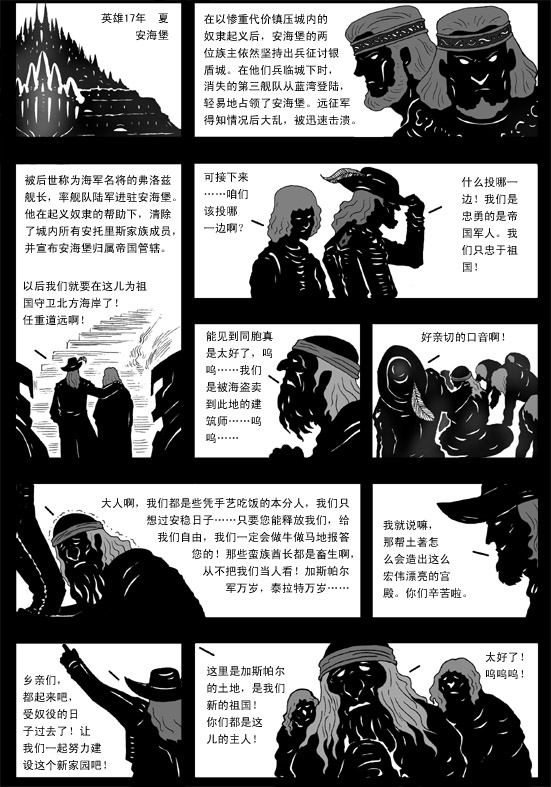 英雄17年　夏
安海堡
在以惨重代价镇压城内的
奴隶起义后，安海堡的两
位族主依然坚持出兵征讨银
盾城。在他们兵临城下时，
消失的第三舰队从蓝湾登陆，
轻易地占领了安海堡。远征军
得知情况后大乱，被迅速击溃。
被后世称为海军名将的弗洛兹
舰长，率舰队陆军进驻安海堡。
他在起义奴隶的帮助下，清除
了城内所有安托里斯家族成员，
并宣布安海堡归属帝国管辖。
以后我们就要在这儿为祖
国守卫北方海岸了！
任重道远啊！
可接下来
……咱们
该投哪
一边啊？
什么投哪一
边！我们是
忠勇的是帝
国军人。我们
只忠于祖
国！
能见到同胞真
是太好了，呜
呜……我们
是被海盗卖
到此地的建
筑师……呜
呜……
好亲切的口音啊！
大人啊，我们都是些凭手艺吃饭的本分人，我们只
想过安稳日子……只要您能释放我们，给
我们自由，我们一定会做牛做马地报答
您的！那些蛮族酋长都是畜生啊，
从不把我们当人看！加斯帕尔
军万岁，泰拉特万岁……
我就说嘛，
那帮土著怎
么会造出这么
宏伟漂亮的宫
殿。你们辛苦啦。
乡亲们，
都起来吧，
受奴役的日
子过去了！让
我们一起努力建
设这个新家园吧！
这里是加斯帕尔
的土地，是我们
新的祖国！
你们都是这
儿的主人！
太好了！
呜呜呜！